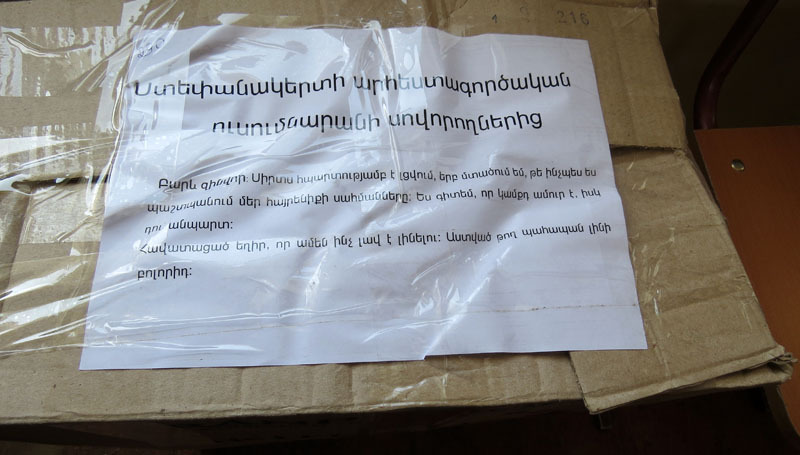 216
Ստեփանակերտի արհեստագործական
ուսումնարանի սովորողներից
Բարև զինվոր: Սիրտս հպարտությամբ է լցվում, երբ մտածում եմ, թե ինչպես ես
պաշտպանում մեր հայրենիքի սահմանները: Ես գիտեմ, որ կամքդ ամուր է, իսկ
դու անպարտ:
Հավատացած եղիր, որ ամեն ինչ լավ է լինելու: Աստված թող պահապան լինի
բոլորիդ: